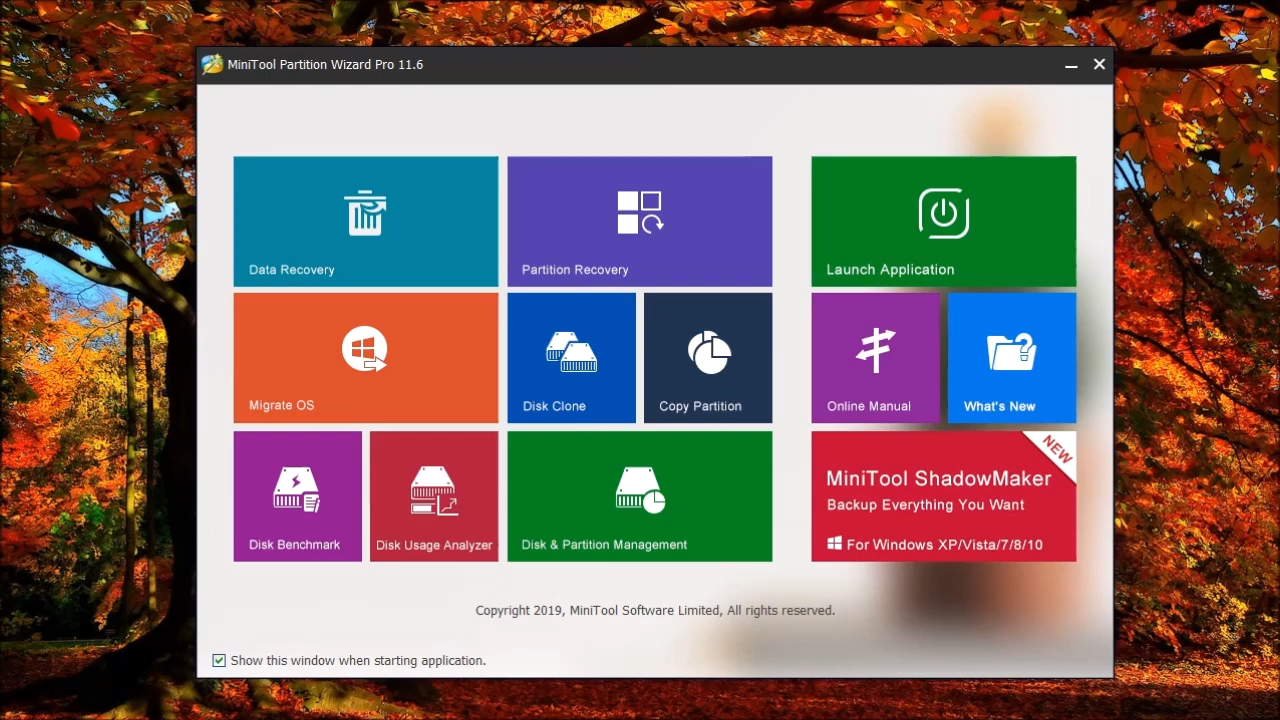 MiniTool Partition Wizard Pro 11.6
Data Recovery
Partition Recovery
Launch Application
Migrate OS
Disk Clone
Copy Partition
Online Manual
What's New
Disk Benchmark
Disk Usage Analyzer
Disk & Partition Management
NEW
MiniTool ShadowMaker
Backup Everything You Want
For Windows XP/Vista/7/8/10
Copyright 2019, MiniTool Software Limited, All rights reserved.
Show this window when starting application.